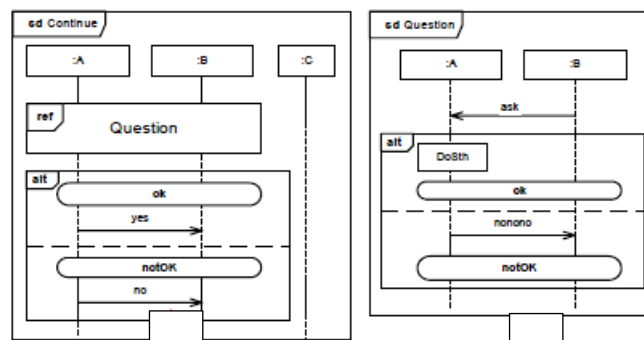 sd Continue
:A
:B
:C
ref
Question
alt
ok
yes
notOK
no
sd Question
:A
:B
ask
alt
DoSth
ok
nonono
notOK